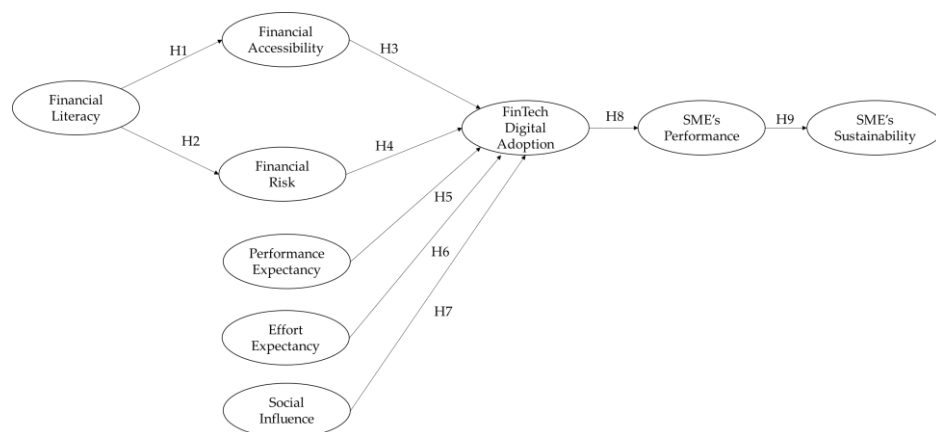 Financial
Accessibility
H1
H3
Financial
Literacy
FinTech
Digital
Adoption
H8
SME's
Performance
H9
SME's
Sustainability
H2
H4
Financial
Risk
H5
Performance
Expectancy
H6
H7
Effort
Expectancy
Social
Influence